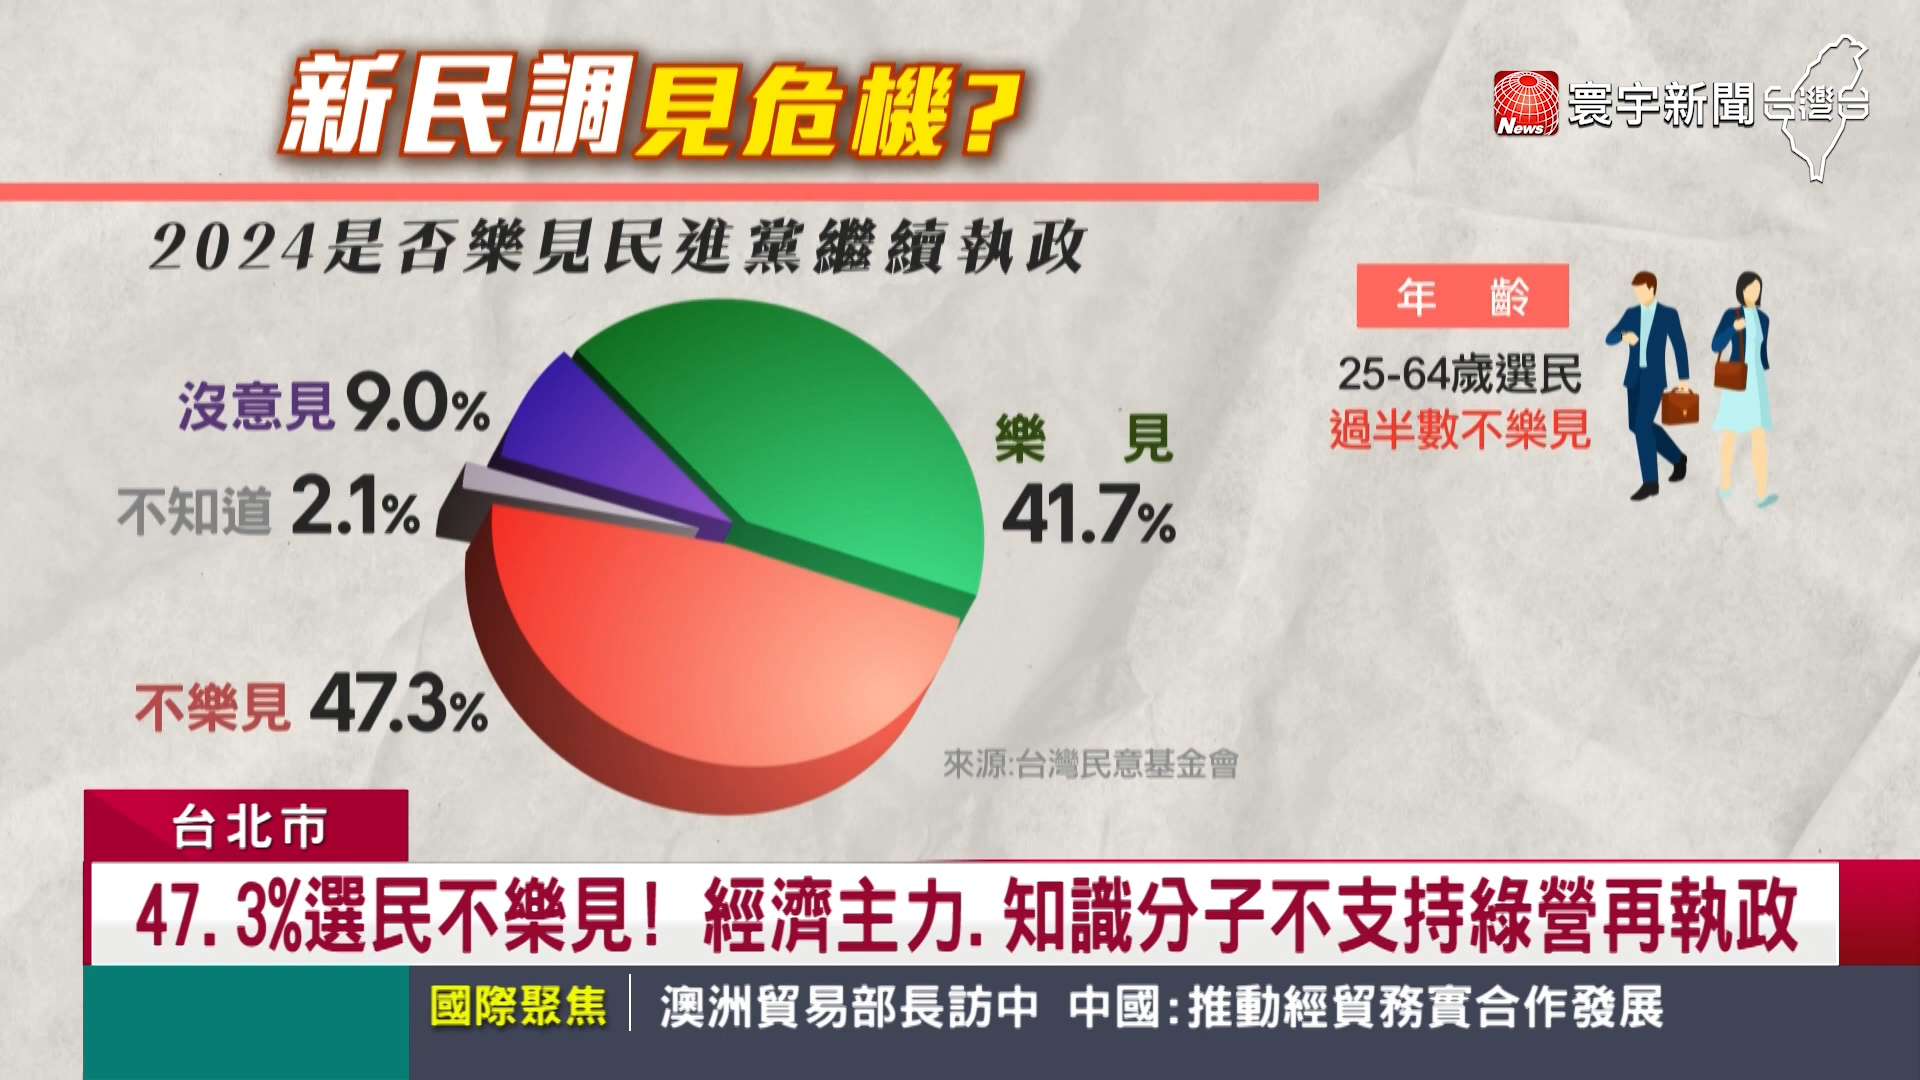 新民調見危機?
News 寰宇新聞 台灣台
2024是否樂見民進黨繼續執政
年 齡
25-64歲選民
過半數不樂見
沒意見 9.0%
不知道 2.1%
樂 見
41.7%
不樂見 47.3%
來源:台灣民意基金會
台北市
47.3%選民不樂見! 經濟主力.知識分子不支持綠營再執政
國際聚焦 澳洲貿易部長訪中 中國:推動經貿務實合作發展